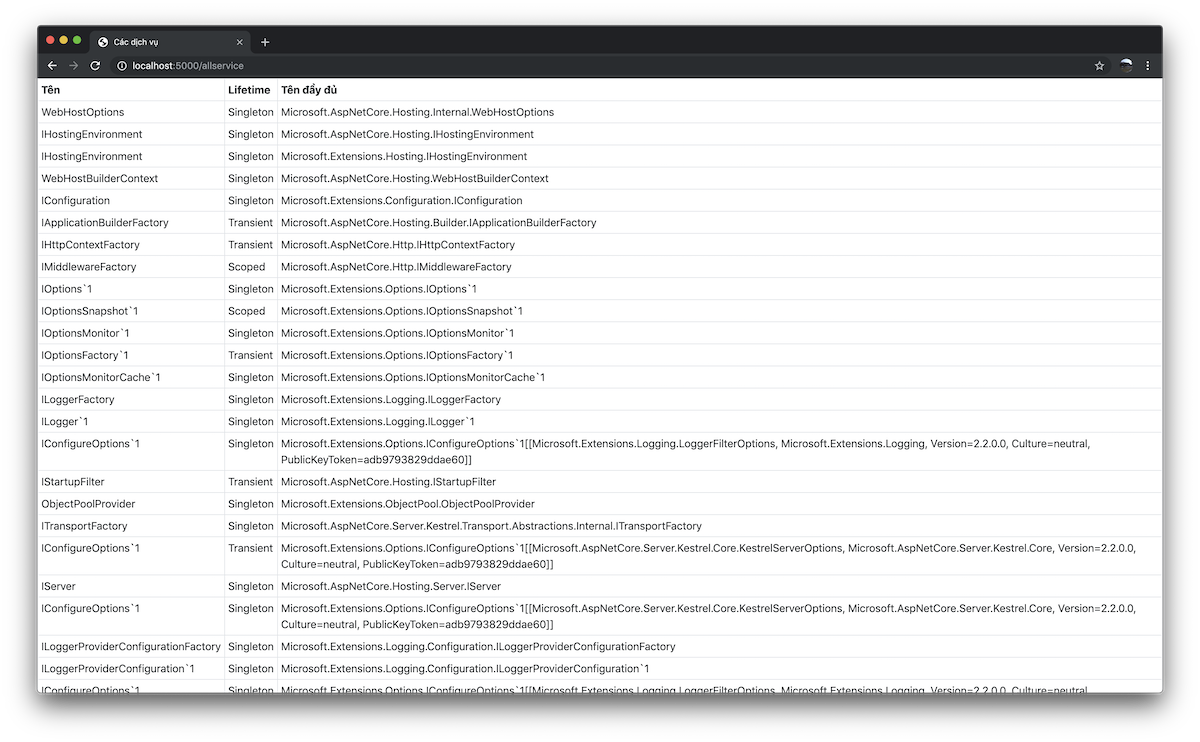 Các dịch vụ
localhost:5000/allservice
Tên Lifetime Tên đầy đủ
WebHostOptions Singleton Microsoft.AspNetCore.Hosting.Internal.WebHostOptions
IHostingEnvironment Singleton Microsoft.AspNetCore.Hosting.IHostingEnvironment
IHostingEnvironment Singleton Microsoft.Extensions.Hosting.IHostingEnvironment
WebHostBuilderContext Singleton Microsoft.AspNetCore.Hosting.WebHostBuilderContext
IConfiguration Singleton Microsoft.Extensions.Configuration.IConfiguration
IApplicationBuilderFactory Transient Microsoft.AspNetCore.Hosting.Builder.IApplicationBuilderFactory
IHttpContextFactory Transient Microsoft.AspNetCore.Http.IHttpContextFactory
IMiddlewareFactory Scoped Microsoft.AspNetCore.Http.IMiddlewareFactory
IOptions`1 Singleton Microsoft.Extensions.Options.IOptions`1
IOptionsSnapshot`1 Scoped Microsoft.Extensions.Options.IOptionsSnapshot`1
IOptionsMonitor`1 Singleton Microsoft.Extensions.Options.IOptionsMonitor`1
IOptionsFactory`1 Transient Microsoft.Extensions.Options.IOptionsFactory`1
IOptionsMonitorCache`1 Singleton Microsoft.Extensions.Options.IOptionsMonitorCache`1
ILoggerFactory Singleton Microsoft.Extensions.Logging.ILoggerFactory
ILogger`1 Singleton Microsoft.Extensions.Logging.ILogger`1
IConfigureOptions`1 Singleton Microsoft.Extensions.Options.IConfigureOptions`1[[Microsoft.Extensions.Logging.LoggerFilterOptions, Microsoft.Extensions.Logging, Version=2.2.0.0, Culture=neutral,
PublicKeyToken=adb9793829ddae60]]
IStartupFilter Transient Microsoft.AspNetCore.Hosting.IStartupFilter
ObjectPoolProvider Singleton Microsoft.Extensions.ObjectPool.ObjectPoolProvider
ITransportFactory Singleton Microsoft.AspNetCore.Server.Kestrel.Transport.Abstractions.Internal.ITransportFactory
IConfigureOptions`1 Transient Microsoft.Extensions.Options.IConfigureOptions`1[[Microsoft.AspNetCore.Server.Kestrel.Core.KestrelServerOptions, Microsoft.AspNetCore.Server.Kestrel.Core, Version=2.2.0.0,
Culture=neutral, PublicKeyToken=adb9793829ddae60]]
IServer Singleton Microsoft.AspNetCore.Hosting.Server.IServer
IConfigureOptions`1 Singleton Microsoft.Extensions.Options.IConfigureOptions`1[[Microsoft.AspNetCore.Server.Kestrel.Core.KestrelServerOptions, Microsoft.AspNetCore.Server.Kestrel.Core, Version=2.2.0.0,
Culture=neutral, PublicKeyToken=adb9793829ddae60]]
ILoggerProviderConfigurationFactory Singleton Microsoft.Extensions.Logging.Configuration.ILoggerProviderConfigurationFactory
ILoggerProviderConfiguration`1 Singleton Microsoft.Extensions.Logging.Configuration.ILoggerProviderConfiguration`1
IConfigureOptions`1 Singleton Microsoft.Extensions.Options.IConfigureOptions`1[[Microsoft.Extensions.Logging.LoggerFilterOptions, Microsoft.Extensions.Logging, Version=2.2.0.0, Culture=neutral,